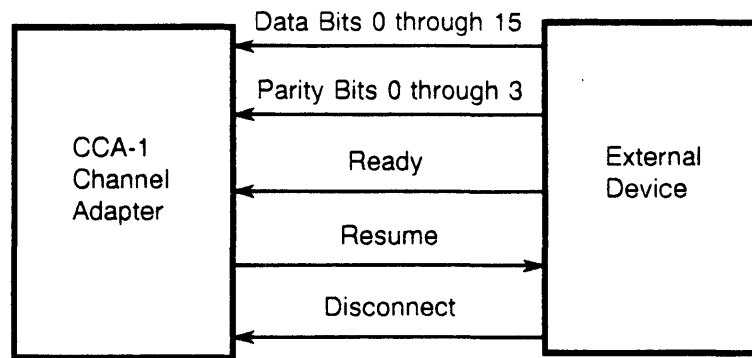 Data Bits 0 through 15
Parity Bits 0 through 3
CCA-1
Channel
Adapter
Ready
External
Device
Resume
Disconnect